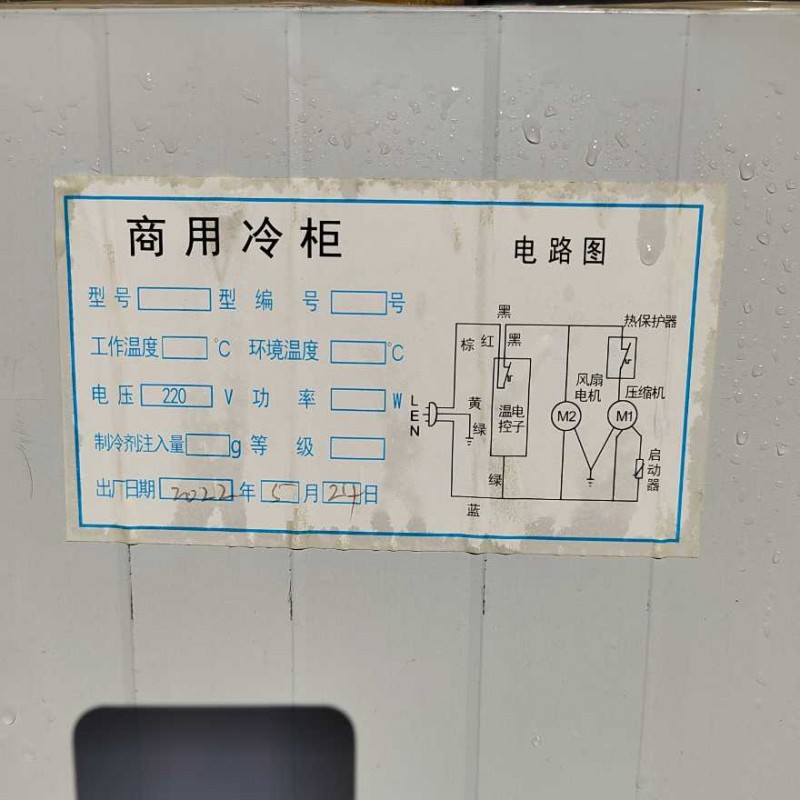 商用冷柜
型号 型 编号 号
工作温度 °C 环境温度 °C
电压 220 V 功率 W
制冷剂注入量 g 等级
出厂日期 2022 年 5 月 24 日
电路图
黑
热保护器
棕 红 黑
风扇电机
压缩机
L
E
N
黄
绿
温控
电子
M2
M1
启动器
绿
蓝